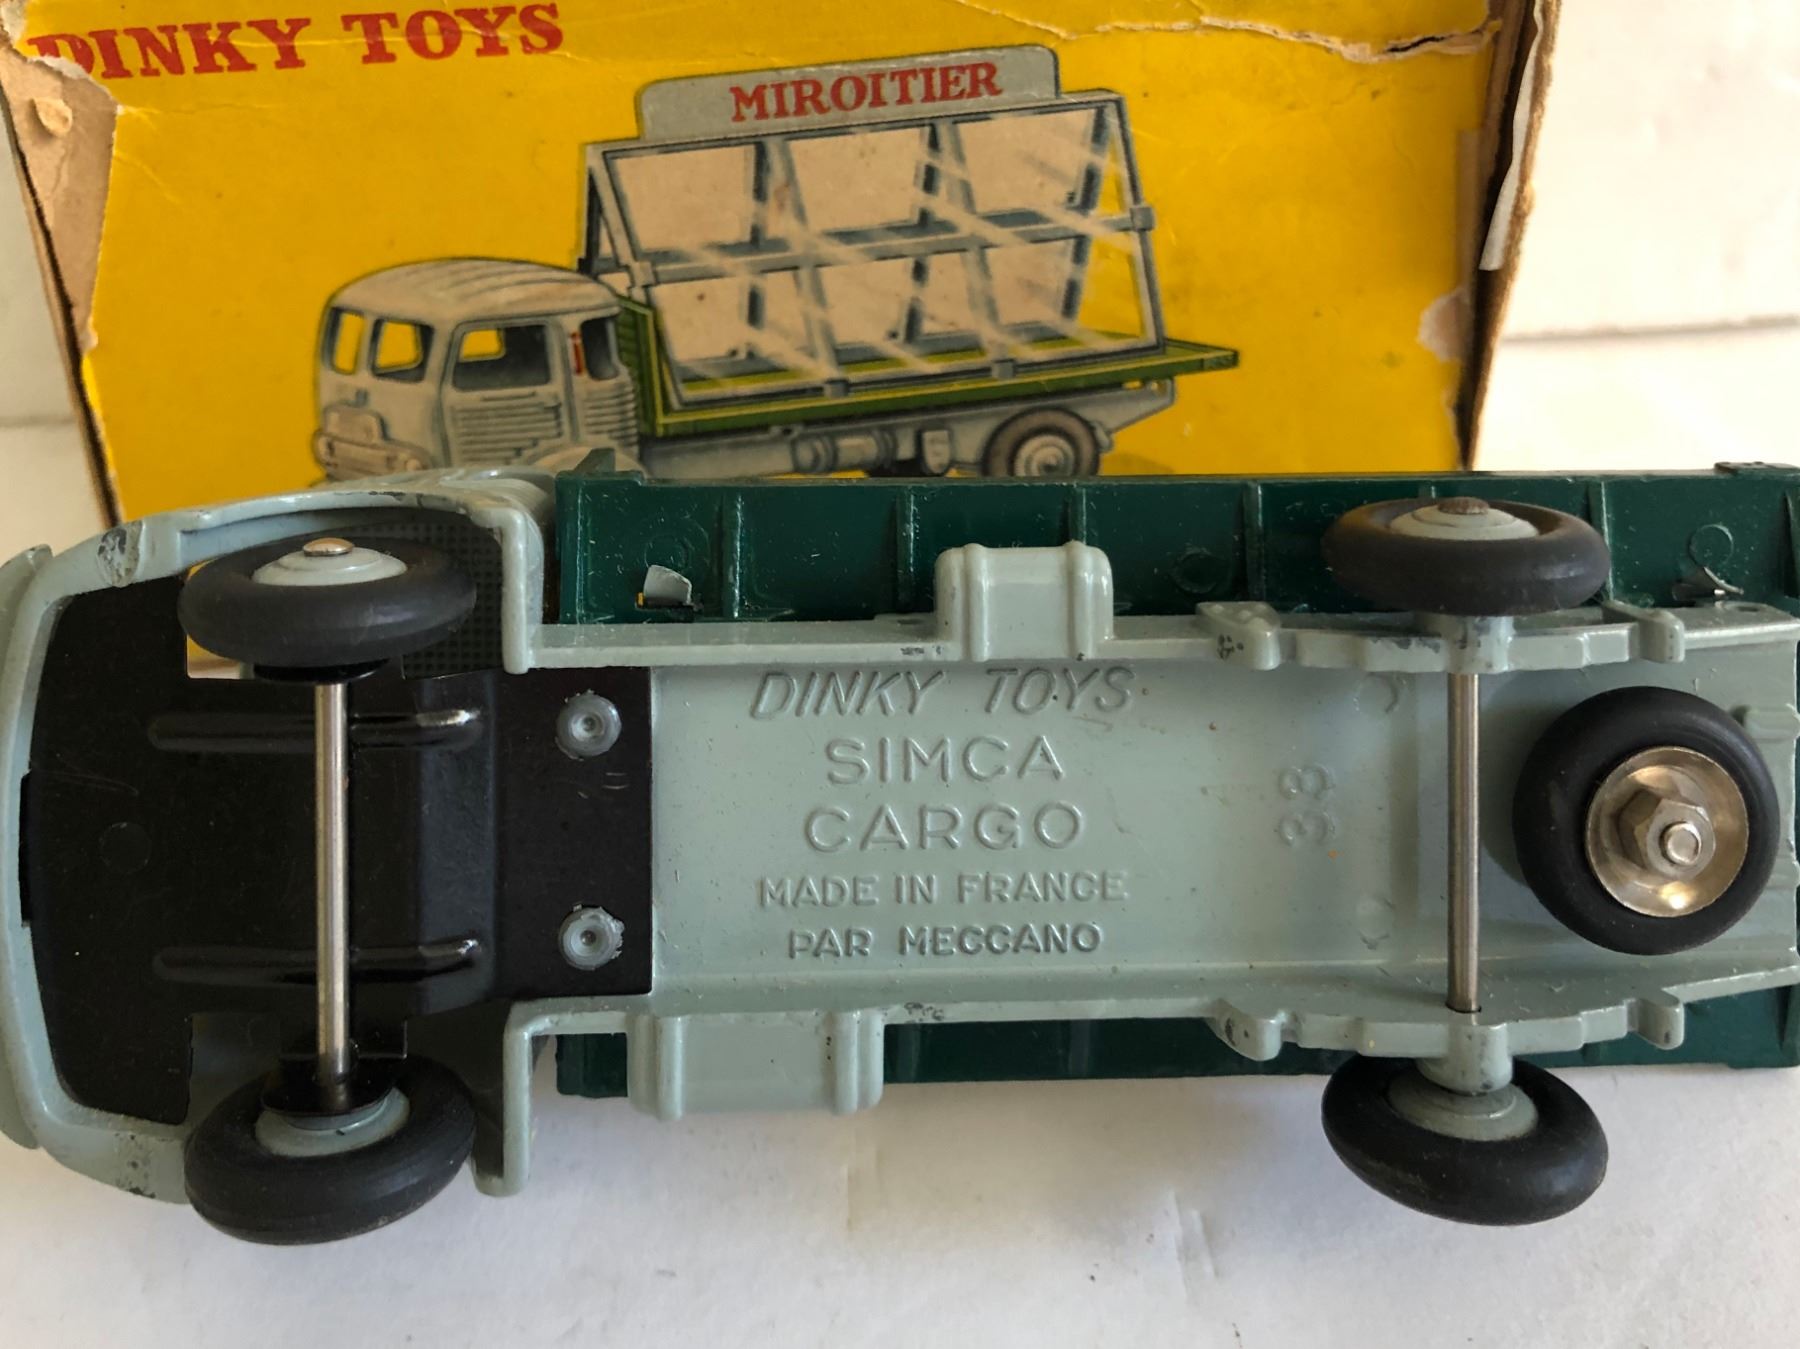 DINKY TOYS
MIROITIER
DINKY TOYS
SIMCA
CARGO
MADE IN FRANCE
PAR MECCANO
33